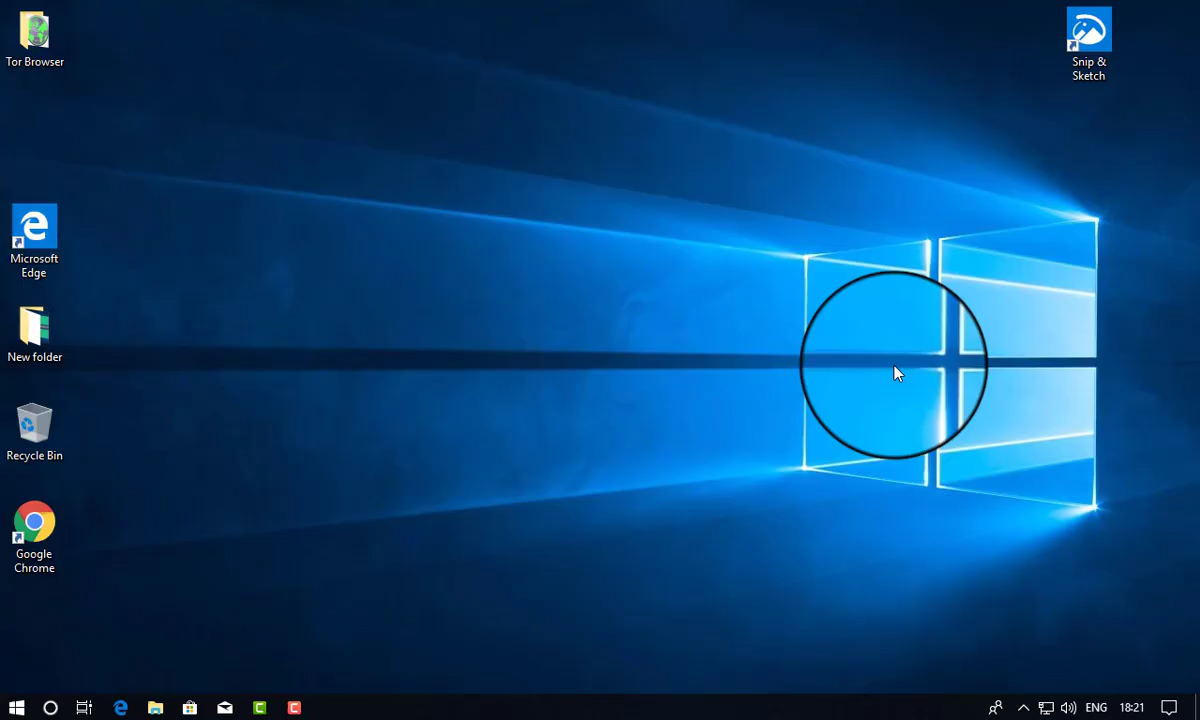 Tor Browser
Snip &
Sketch
Microsoft
Edge
New folder
Recycle Bin
Google
Chrome
ENG
18:21